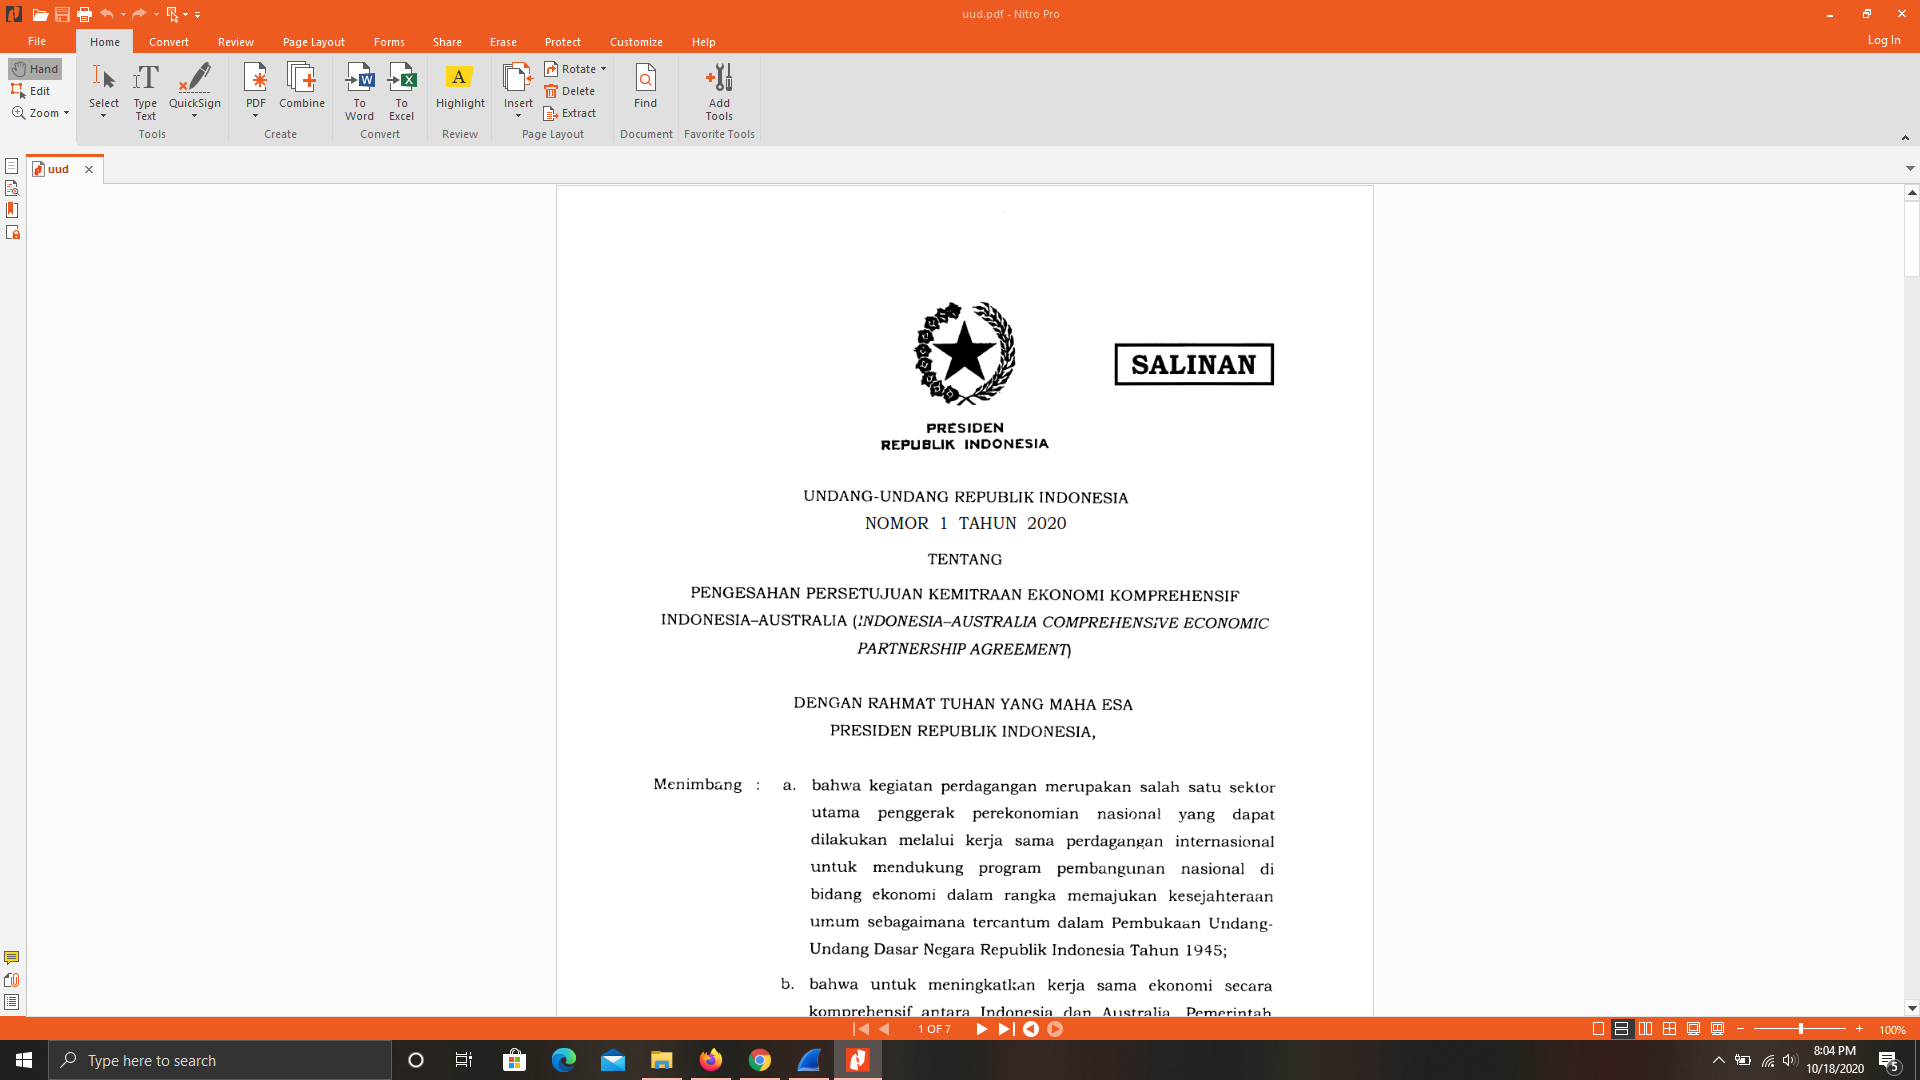 uud.pdf - Nitro Pro
File
Home
Convert
Review
Page Layout
Forms
Share
Erase
Protect
Customize
Help
Log In
Hand
Edit
Zoom
Select
Type
Text
QuickSign
Tools
PDF
Combine
Create
To
Word
To
Excel
Convert
Highlight
Review
Insert
Rotate
Delete
Extract
Page Layout
Find
Document
Add
Tools
Favorite Tools
uud
SALINAN
PRESIDEN
REPUBLIK INDONESIA
UNDANG-UNDANG REPUBLIK INDONESIA
NOMOR 1 TAHUN 2020
TENTANG
PENGESAHAN PERSETUJUAN KEMITRAAN EKONOMI KOMPREHENSIF
INDONESIA–AUSTRALIA (INDONESIA–AUSTRALIA COMPREHENSIVE ECONOMIC
PARTNERSHIP AGREEMENT)
DENGAN RAHMAT TUHAN YANG MAHA ESA
PRESIDEN REPUBLIK INDONESIA,
Menimbang : a. bahwa kegiatan perdagangan merupakan salah satu sektor
utama penggerak perekonomian nasional yang dapat
dilakukan melalui kerja sama perdagangan internasional
untuk mendukung program pembangunan nasional di
bidang ekonomi dalam rangka memajukan kesejahteraan
umum sebagaimana tercantum dalam Pembukaan Undang-
Undang Dasar Negara Republik Indonesia Tahun 1945;
b. bahwa untuk meningkatkan kerja sama ekonomi secara
komprehensif antara Indonesia dan Australia, Pemerintah
1 OF 7
100%
Type here to search
8:04 PM
10/18/2020
5